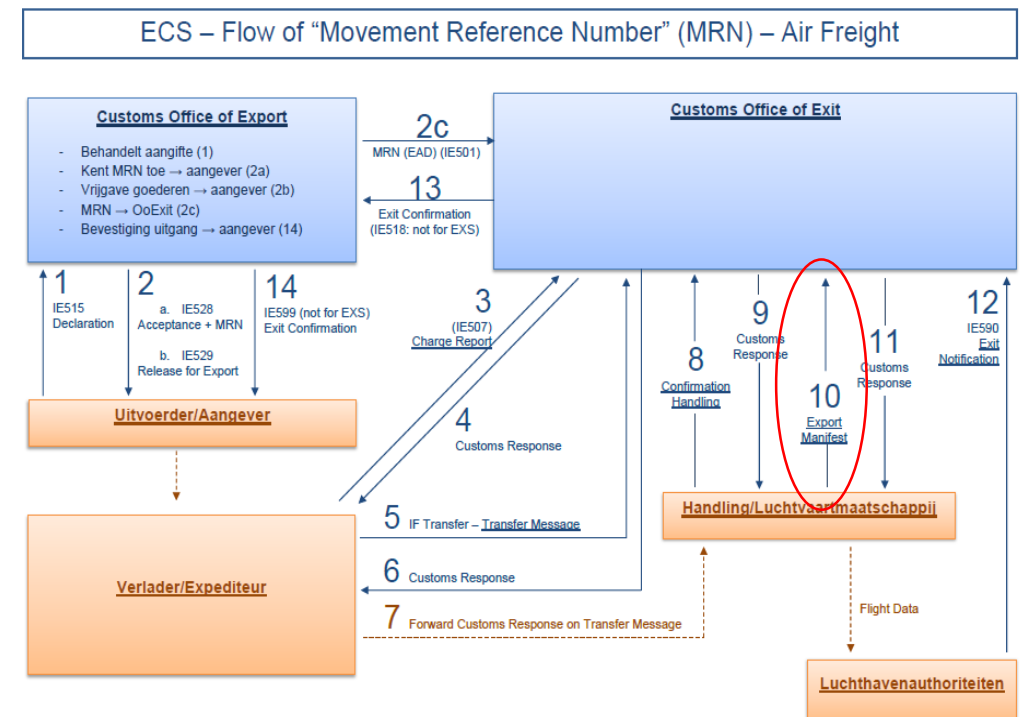 ECS – Flow of “Movement Reference Number” (MRN) – Air Freight
Customs Office of Export
- Behandelt aangifte (1)
- Kent MRN toe → aangever (2a)
- Vrijgave goederen → aangever (2b)
- MRN → OoExit (2c)
- Bevestiging uitgang → aangever (14)
2c
MRN (EAD) (IE501)
13
Exit Confirmation
(IE518: not for EXS)
Customs Office of Exit
1
IE515
Declaration
2
a. IE528
Acceptance + MRN
b. IE529
Release for Export
14
IE599 (not for EXS)
Exit Confirmation
3
(IE507)
Charge Report
4
Customs Response
8
Confirmation
Handling
9
Customs
Response
10
Export
Manifest
11
Customs
Response
12
IE590
Exit
Notification
Uitvoerder/Aangever
Handling/Luchtvaartmaatschappij
5 IF Transfer – Transfer Message
6 Customs Response
7 Forward Customs Response on Transfer Message
Verlader/Expediteur
Flight Data
Luchthavenauthoriteiten